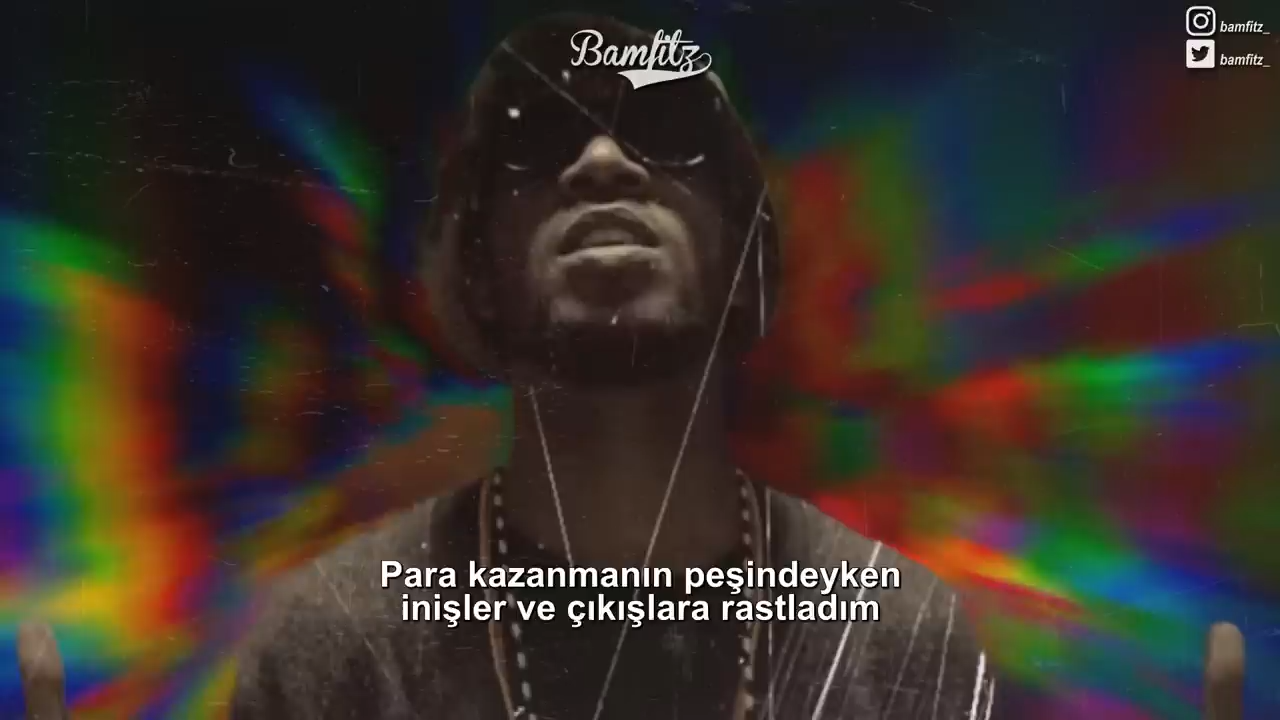 Bamfitz
bamfitz_
bamfitz_
Para kazanmanın peşindeyken
inişler ve çıkışlara rastladım